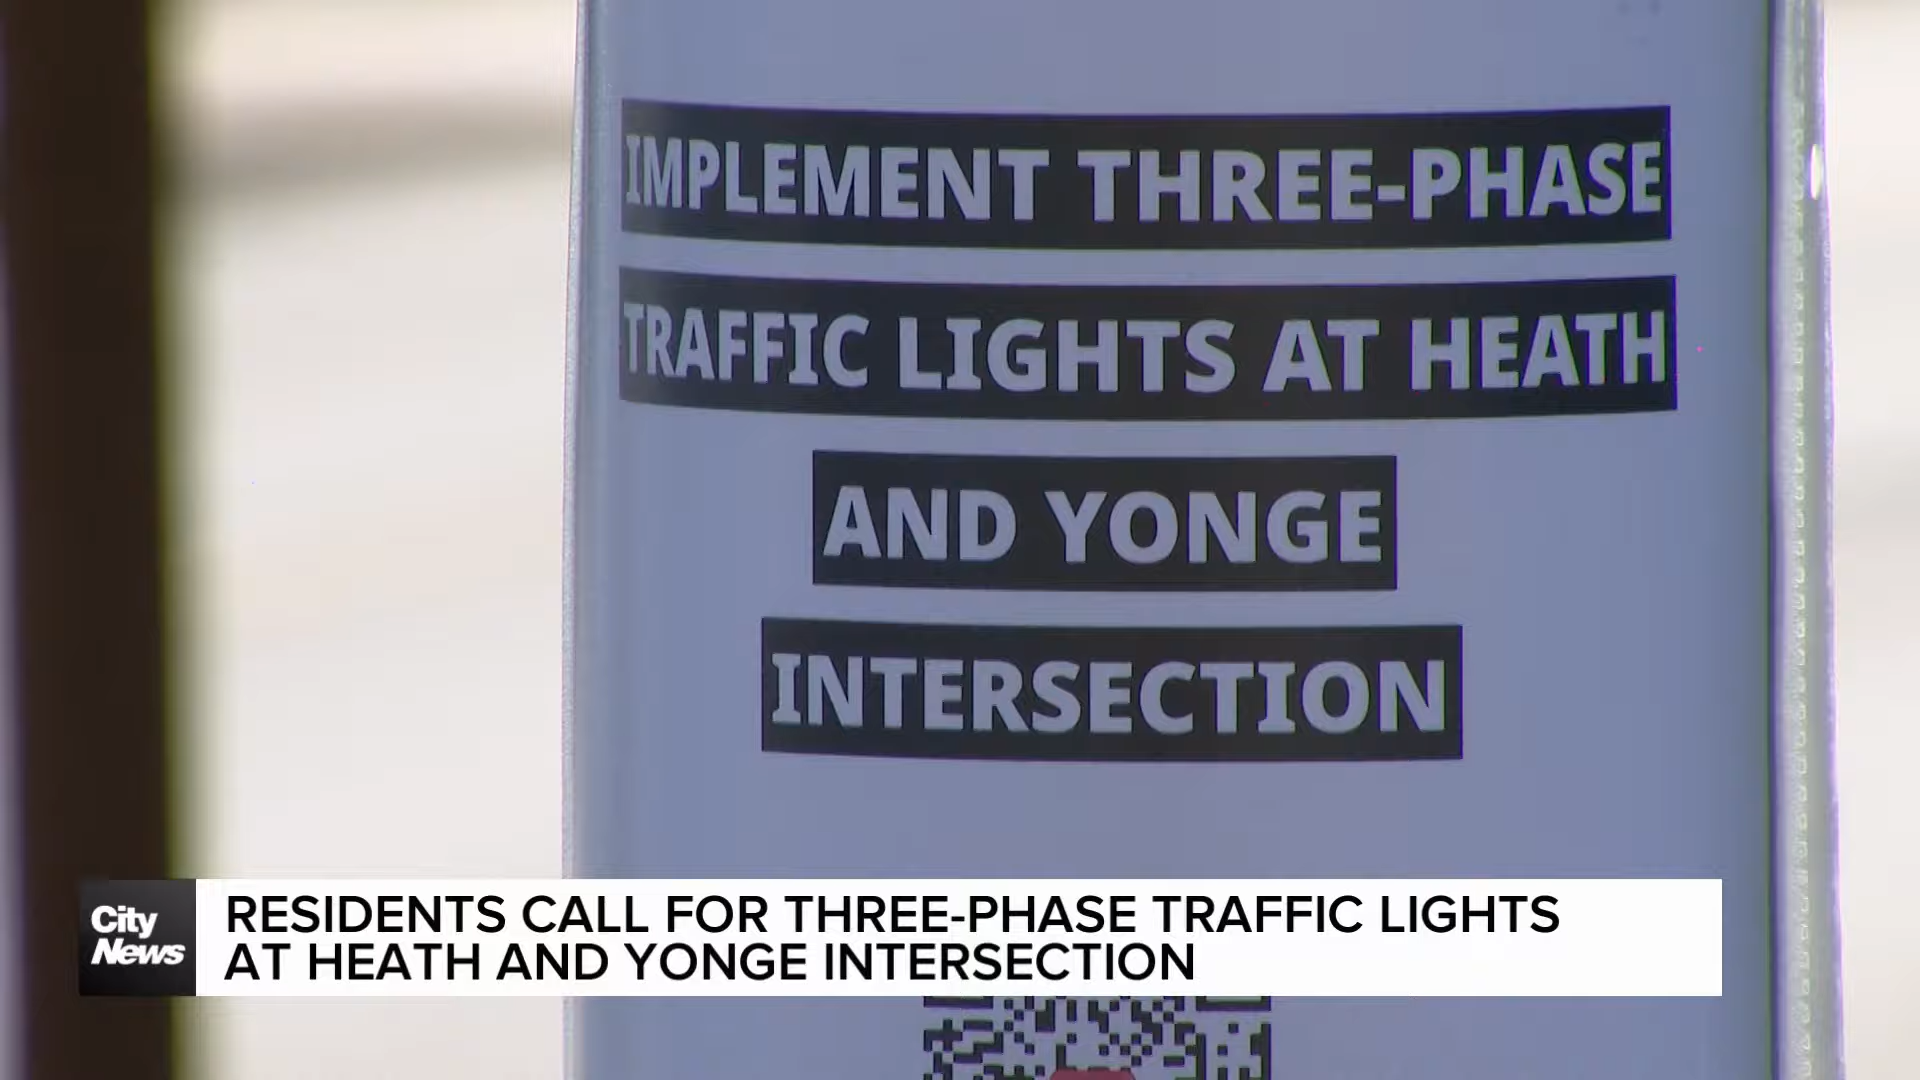 IMPLEMENT THREE-PHASE
TRAFFIC LIGHTS AT HEATH
AND YONGE
INTERSECTION
City
News
RESIDENTS CALL FOR THREE-PHASE TRAFFIC LIGHTS
AT HEATH AND YONGE INTERSECTION